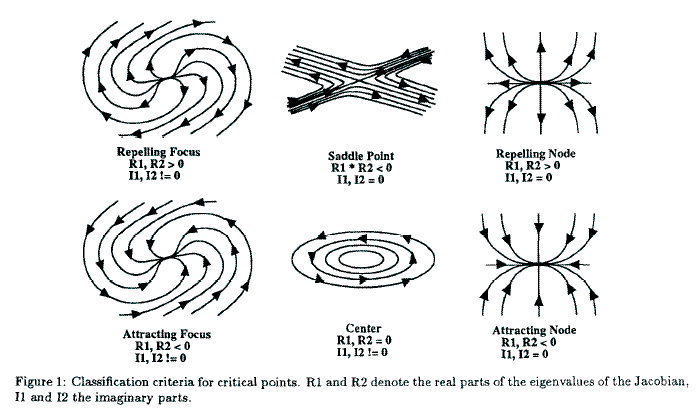 Repelling Focus
R1, R2 > 0
I1, I2 != 0
Saddle Point
R1 * R2 < 0
I1, I2 = 0
Repelling Node
R1, R2 > 0
I1, I2 = 0
Attracting Focus
R1, R2 < 0
I1, I2 != 0
Center
R1, R2 = 0
I1, I2 != 0
Attracting Node
R1, R2 < 0
I1, I2 = 0
Figure 1: Classification criteria for critical points. R1 and R2 denote the real parts of the eigenvalues of the Jacobian,
I1 and I2 the imaginary parts.